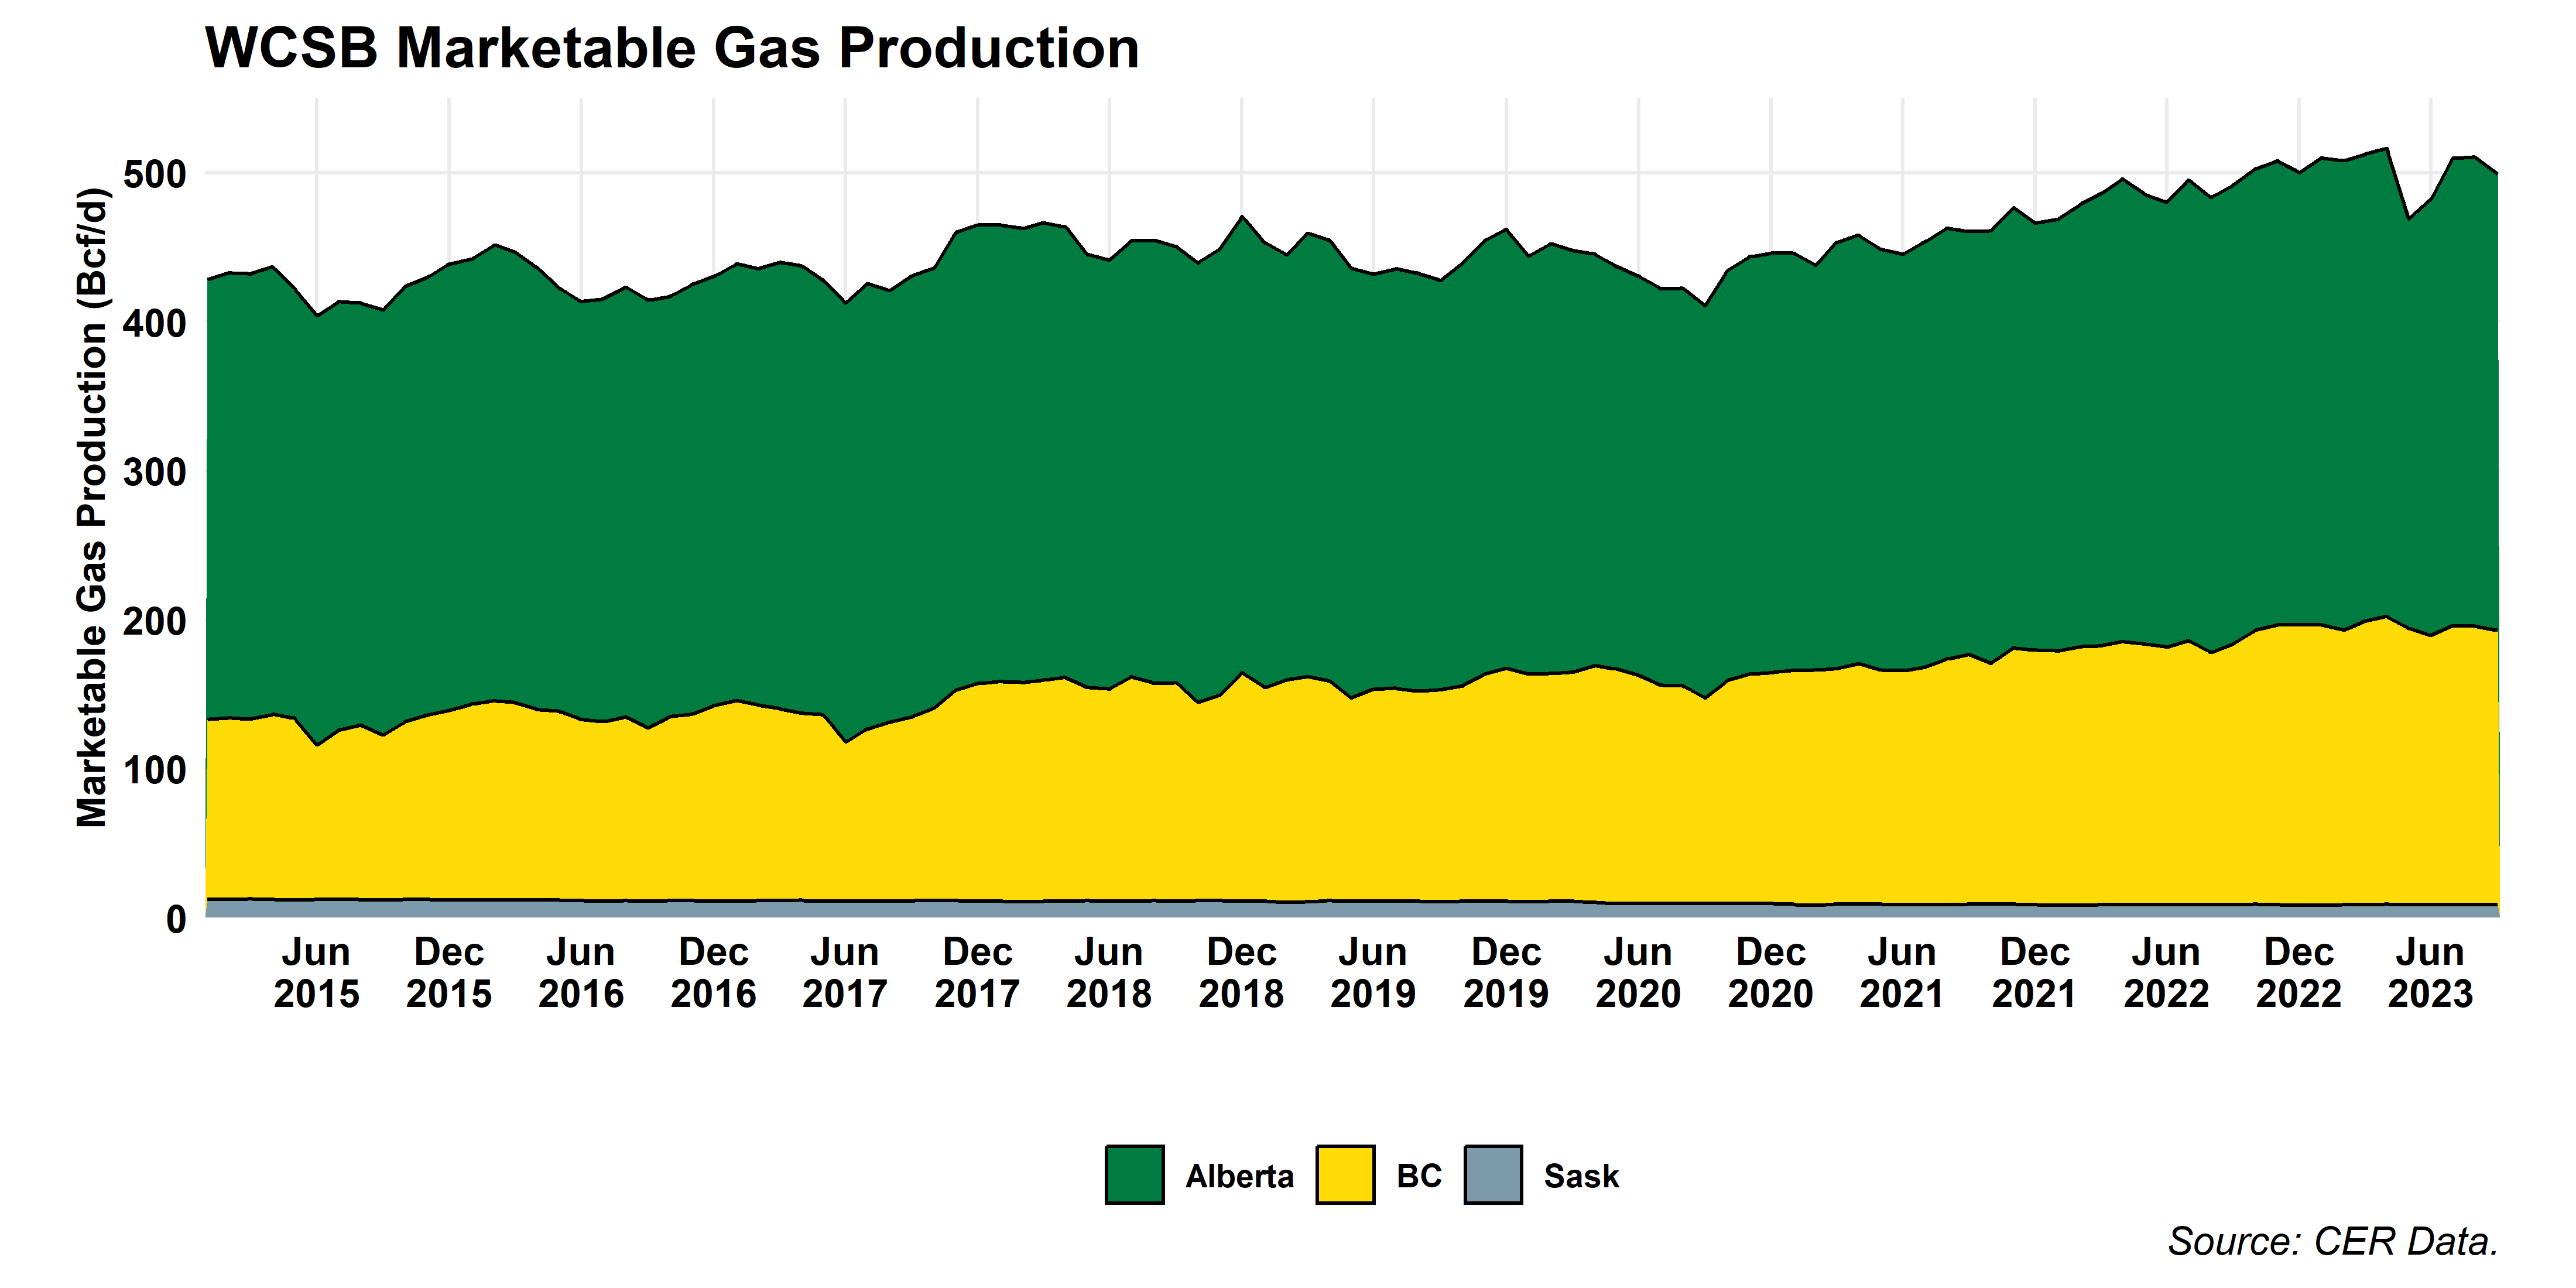 WCSB Marketable Gas Production
Marketable Gas Production (Bcf/d)
500
400
300
200
100
0
Jun Dec Jun Dec Jun Dec Jun Dec Jun Dec Jun Dec Jun Dec Jun Dec Jun
2015 2015 2016 2016 2017 2017 2018 2018 2019 2019 2020 2020 2021 2021 2022 2022 2023
Alberta BC Sask
Source: CER Data.